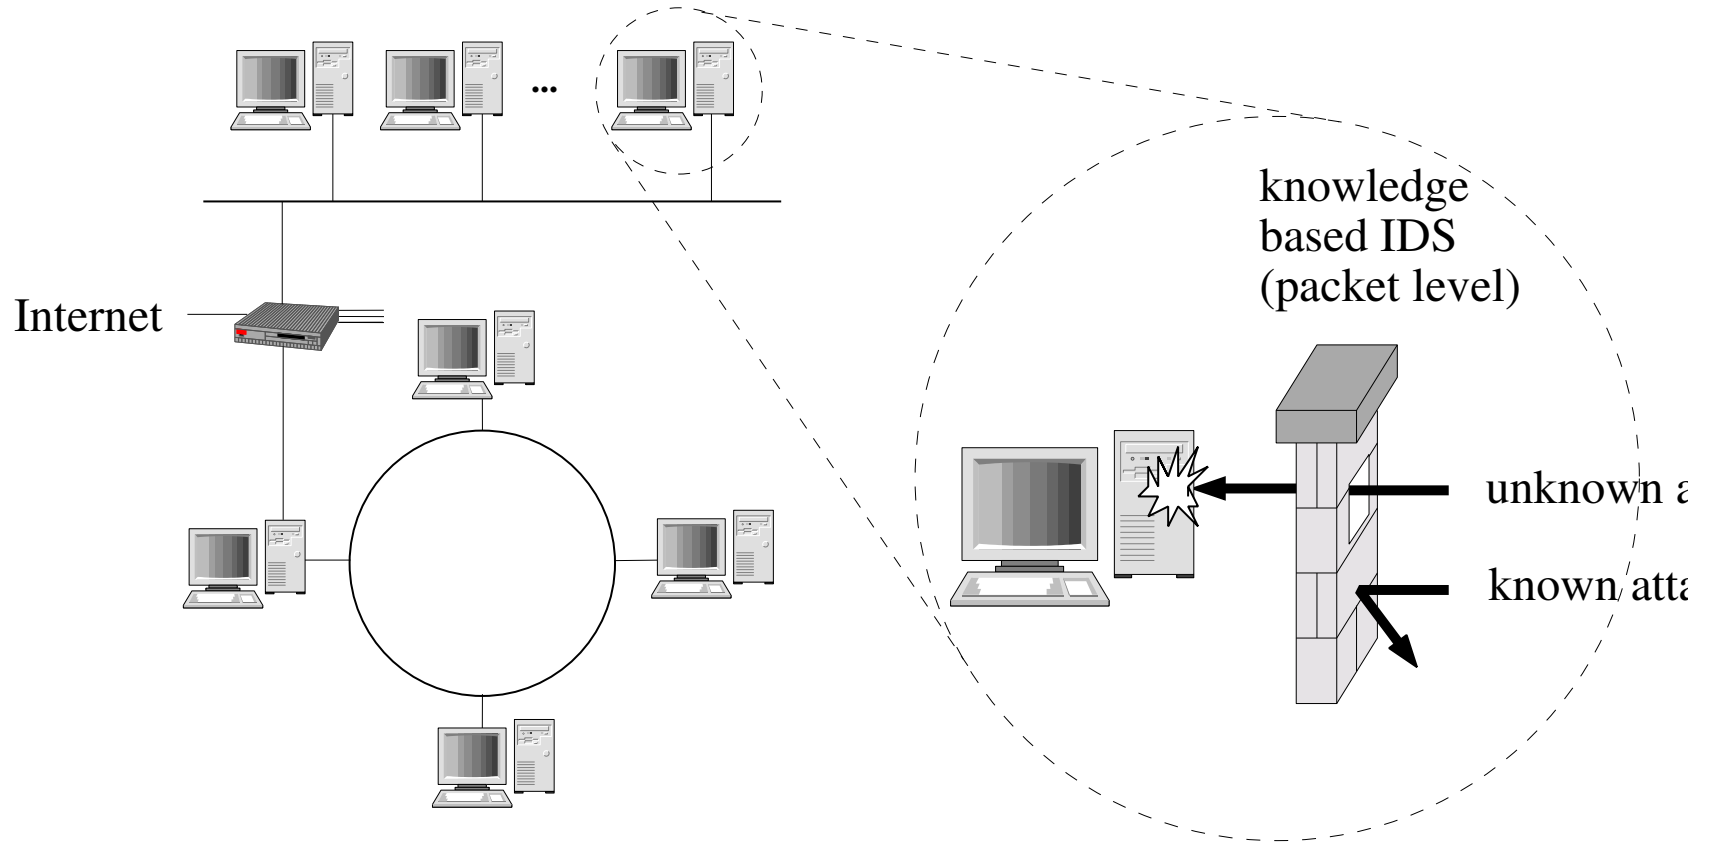 knowledge
based IDS
(packet level)
Internet
unknown a
known atta